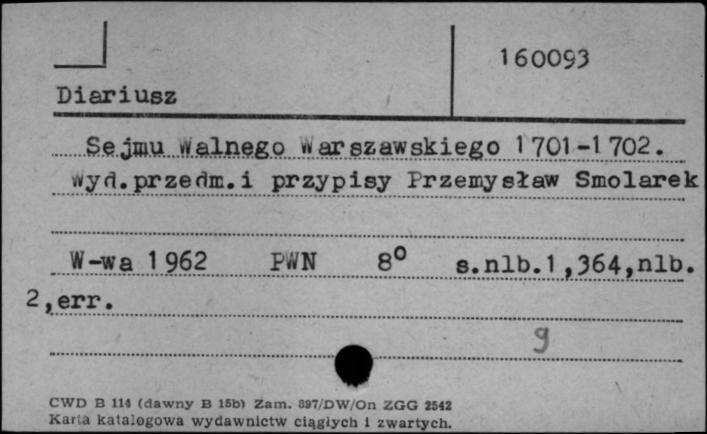 160093
Diariusz
Sejmu Walnego Warszawskiego 1701-1702.
Wyd.przedm.i przypisy Przemysław Smolarek
W-wa 1962 PWN 8° s.nlb.1,364,nlb.
2,err.
g
CWD B 114 (dawny B 15b) Zam. 897/DW/On ZGG 2542
Karta katalogowa wydawnictw ciągłych i zwartych.